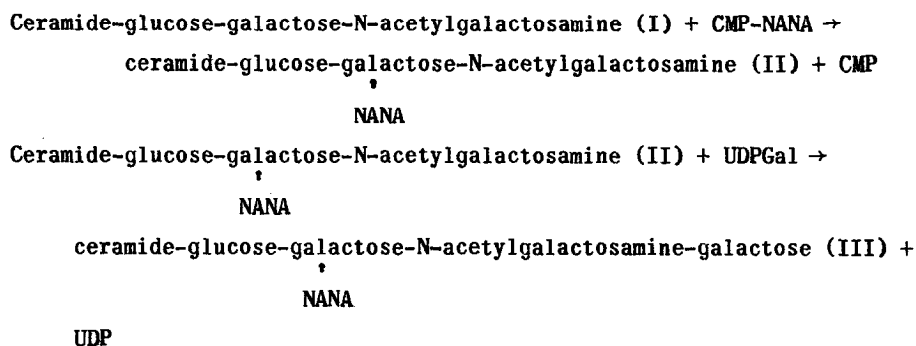 Ceramide-glucose-galactose-N-acetylgalactosamine (I) + CMP-NANA →
ceramide-glucose-galactose-N-acetylgalactosamine (II) + CMP
↑
NANA
Ceramide-glucose-galactose-N-acetylgalactosamine (II) + UDPGal →
↑
NANA
ceramide-glucose-galactose-N-acetylgalactosamine-galactose (III) +
↑
NANA
UDP